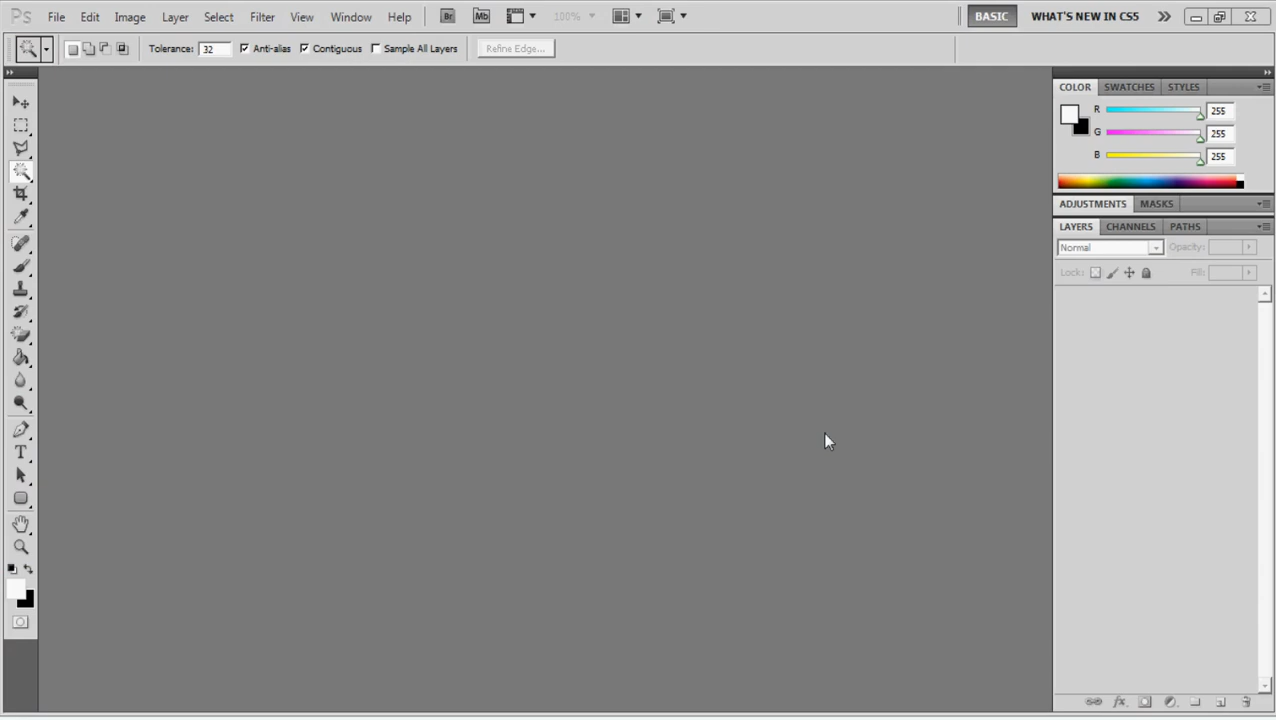 Ps File Edit Image Layer Select Filter View Window Help Br Mb 100% BASIC WHAT'S NEW IN CS5
Tolerance: 32 Anti-alias Contiguous Sample All Layers Refine Edge...
COLOR SWATCHES STYLES
R 255
G 255
B 255
ADJUSTMENTS MASKS
LAYERS CHANNELS PATHS
Normal Opacity:
Lock: Fill:
T
fx